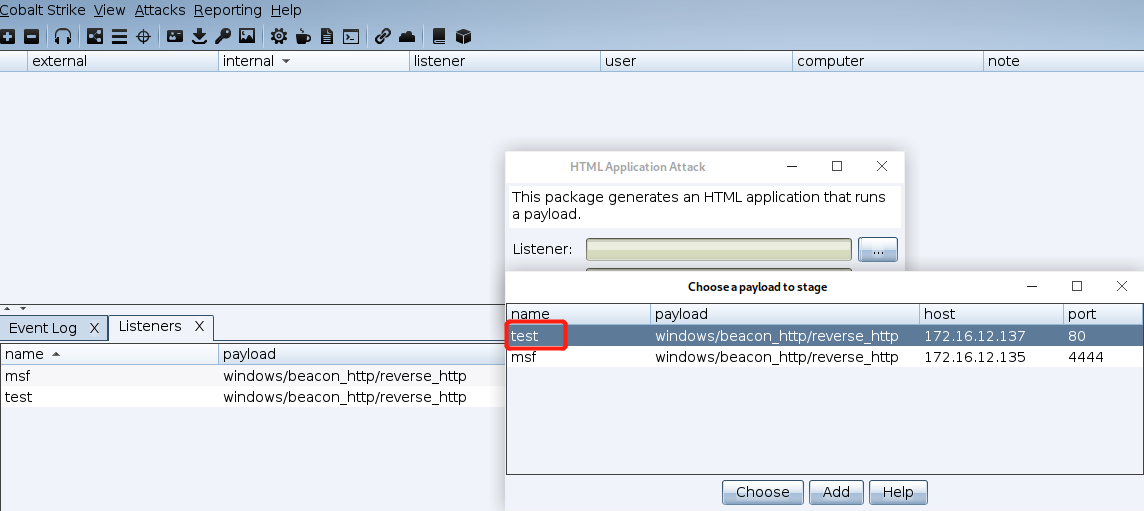 Cobalt Strike View Attacks Reporting Help
external internal listener user computer note
HTML Application Attack
This package generates an HTML application that runs
a payload.
Listener: ...
Choose a payload to stage
name payload host port
test windows/beacon_http/reverse_http 172.16.12.137 80
msf windows/beacon_http/reverse_http 172.16.12.135 4444
Choose Add Help
Event Log X Listeners X
name payload
msf windows/beacon_http/reverse_http
test windows/beacon_http/reverse_http